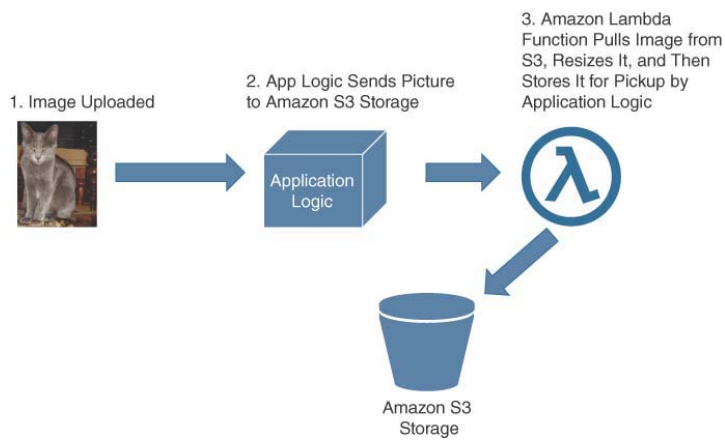 1. Image Uploaded
2. App Logic Sends Picture
to Amazon S3 Storage
3. Amazon Lambda
Function Pulls Image from
S3, Resizes It, and Then
Stores It for Pickup by
Application Logic
Application
Logic
λ
Amazon S3
Storage